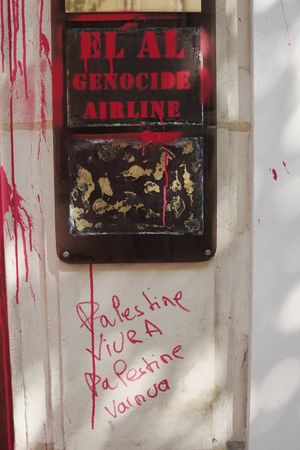 EL AL
GENOCIDE
AIRLINE
Palestine
VivrA
Palestine
Vaincra